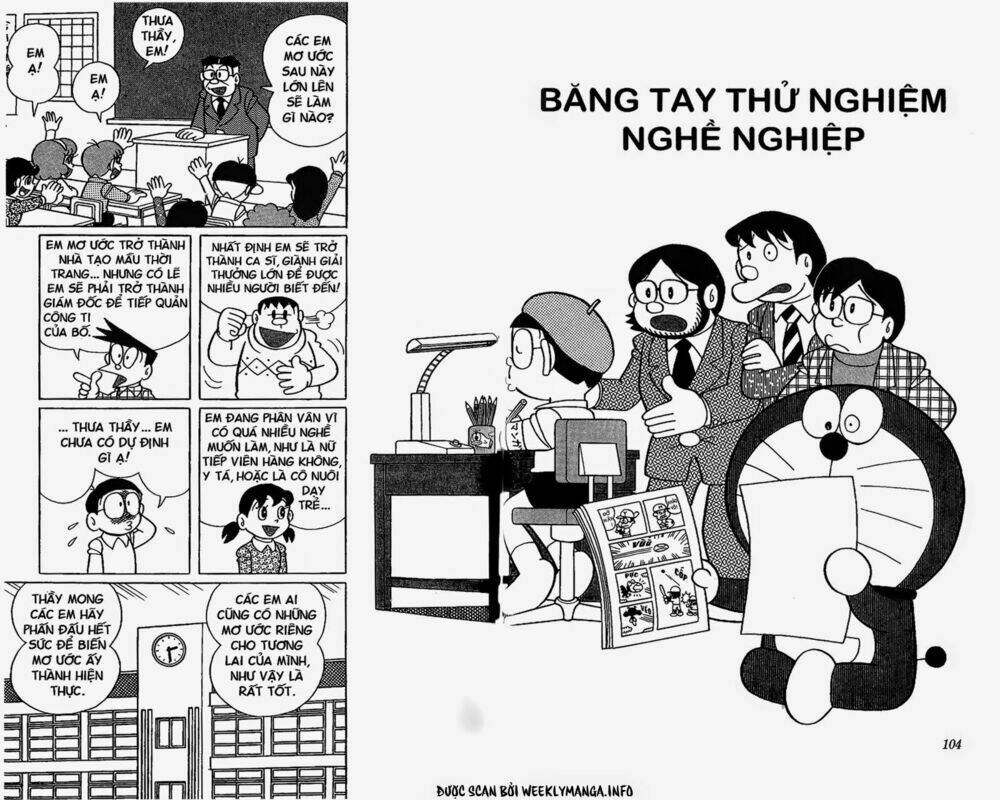 BĂNG TAY THỬ NGHIỆM
NGHỀ NGHIỆP
104
CÁC EM
MƠ ƯỚC
SAU NÀY
LỚN LÊN
SẼ LÀM
GÌ NÀO?
THƯA
THẦY,
EM!
EM
Ạ!
EM
Ạ!
NHẤT ĐỊNH EM SẼ TRỞ
THÀNH CA SĨ, GIÀNH GIẢI
THƯỞNG LỚN ĐỂ ĐƯỢC
NHIỀU NGƯỜI BIẾT ĐẾN!
EM MƠ ƯỚC TRỞ THÀNH
NHÀ TẠO MẪU THỜI
TRANG... NHƯNG CÓ LẼ
EM SẼ PHẢI TRỞ THÀNH
GIÁM ĐỐC ĐỂ TIẾP QUẢN
CÔNG TI
CỦA BỐ.
EM ĐANG PHÂN VÂN VÌ
CÓ QUÁ NHIỀU NGHỀ
MUỐN LÀM, NHƯ LÀ NỮ
TIẾP VIÊN HÀNG KHÔNG,
Y TÁ, HOẶC LÀ CÔ NUÔI
DẠY
TRẺ...
... THƯA THẦY... EM
CHƯA CÓ DỰ ĐỊNH
GÌ Ạ!
CÁC EM AI
CŨNG CÓ NHỮNG
MƠ ƯỚC RIÊNG
CHO TƯƠNG
LAI CỦA MÌNH,
NHƯ VẬY LÀ
RẤT TỐT.
THẦY MONG
CÁC EM HÃY
PHẤN ĐẤU HẾT
SỨC ĐỂ BIẾN
MƠ ƯỚC ẤY
THÀNH HIỆN
THỰC.
ĐƯỢC SCAN BỞI WEEKLYMANGA.INFO